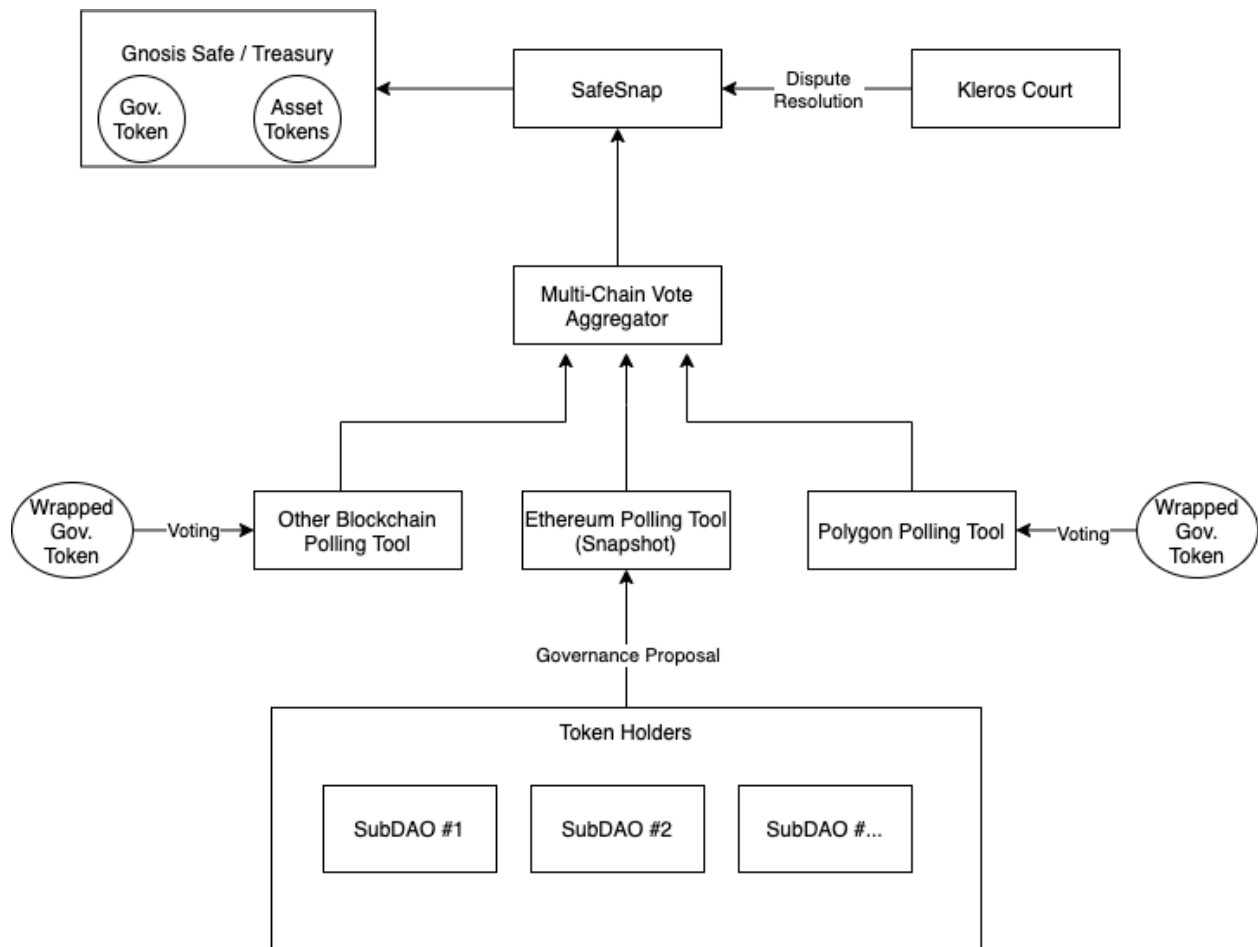 Gnosis Safe / Treasury
Gov.
Token
Asset
Tokens
SafeSnap
Dispute
Resolution
Kleros Court
Multi-Chain Vote
Aggregator
Wrapped
Gov.
Token
Voting
Other Blockchain
Polling Tool
Ethereum Polling Tool
(Snapshot)
Polygon Polling Tool
Voting
Wrapped
Gov.
Token
Governance Proposal
Token Holders
SubDAO #1
SubDAO #2
SubDAO #...